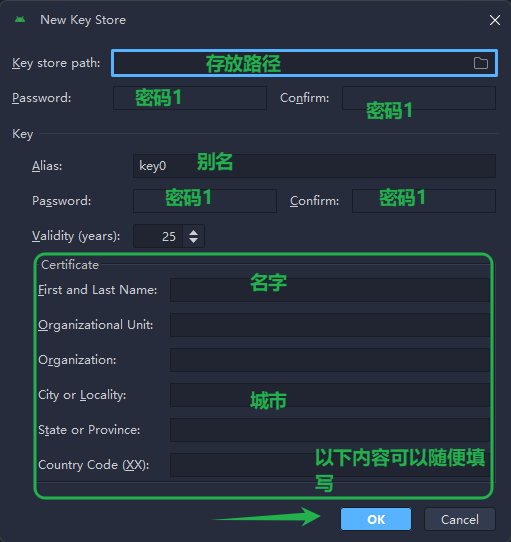 New Key Store
Key store path: 存放路径
Password: 密码1 Confirm: 密码1
Key
Alias: key0 别名
Password: 密码1 Confirm: 密码1
Validity (years): 25
Certificate
First and Last Name: 名字
Organizational Unit:
Organization:
City or Locality: 城市
State or Province:
Country Code (XX): 以下内容可以随便填
写
OK Cancel